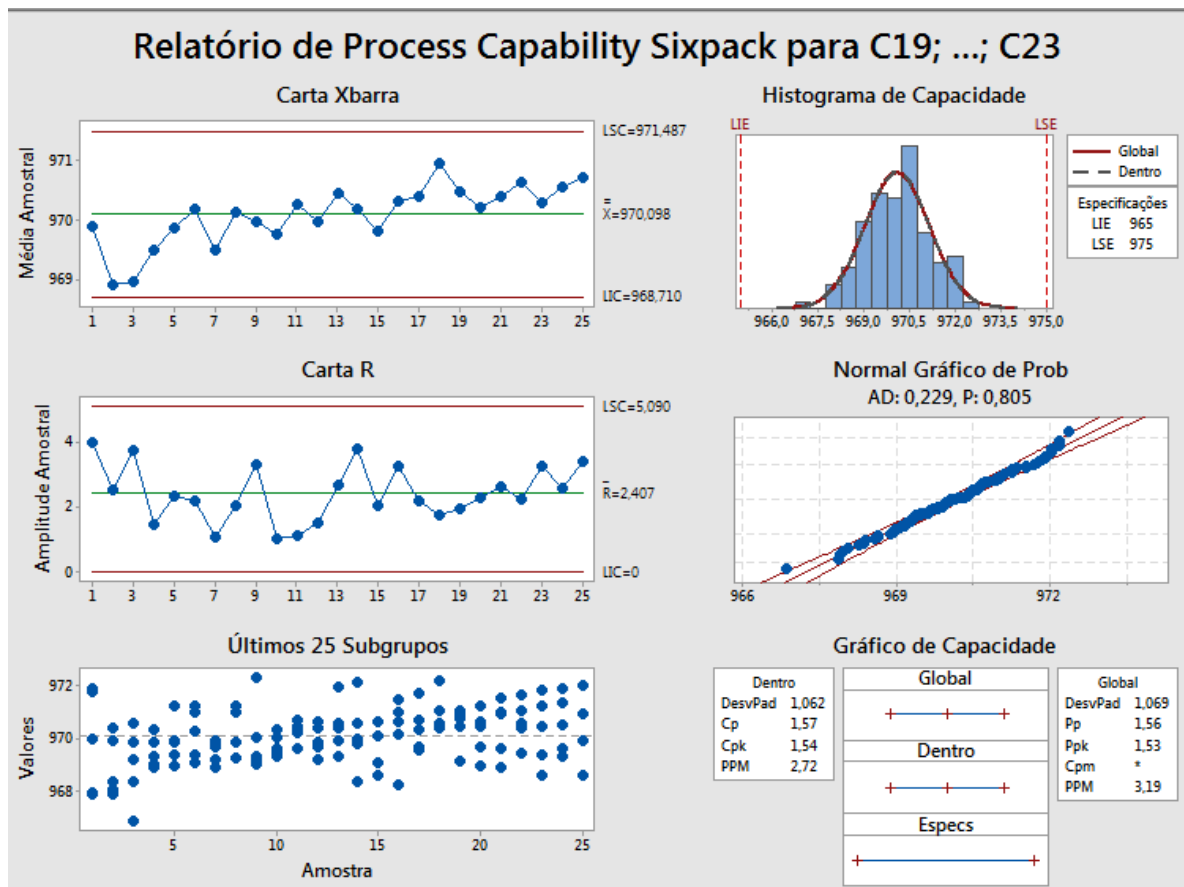 Relatório de Process Capability Sixpack para C19; ...; C23
Carta Xbarra
Média Amostral
971
970
969
1 3 5 7 9 11 13 15 17 19 21 23 25
LSC=971,487
X=970,098
LIC=968,710
Histograma de Capacidade
LIE LSE
966,0 967,5 969,0 970,5 972,0 973,5 975,0
Global
Dentro
Especificações
LIE 965
LSE 975
Carta R
Amplitude Amostral
4
2
0
1 3 5 7 9 11 13 15 17 19 21 23 25
LSC=5,090
R=2,407
LIC=0
Normal Gráfico de Prob
AD: 0,229, P: 0,805
966 969 972
Últimos 25 Subgrupos
Valores
972
970
968
5 10 15 20 25
Amostra
Gráfico de Capacidade
Dentro
DesvPad 1,062
Cp 1,57
Cpk 1,54
PPM 2,72
Global
Dentro
Especs
Global
DesvPad 1,069
Pp 1,56
Ppk 1,53
Cpm *
PPM 3,19